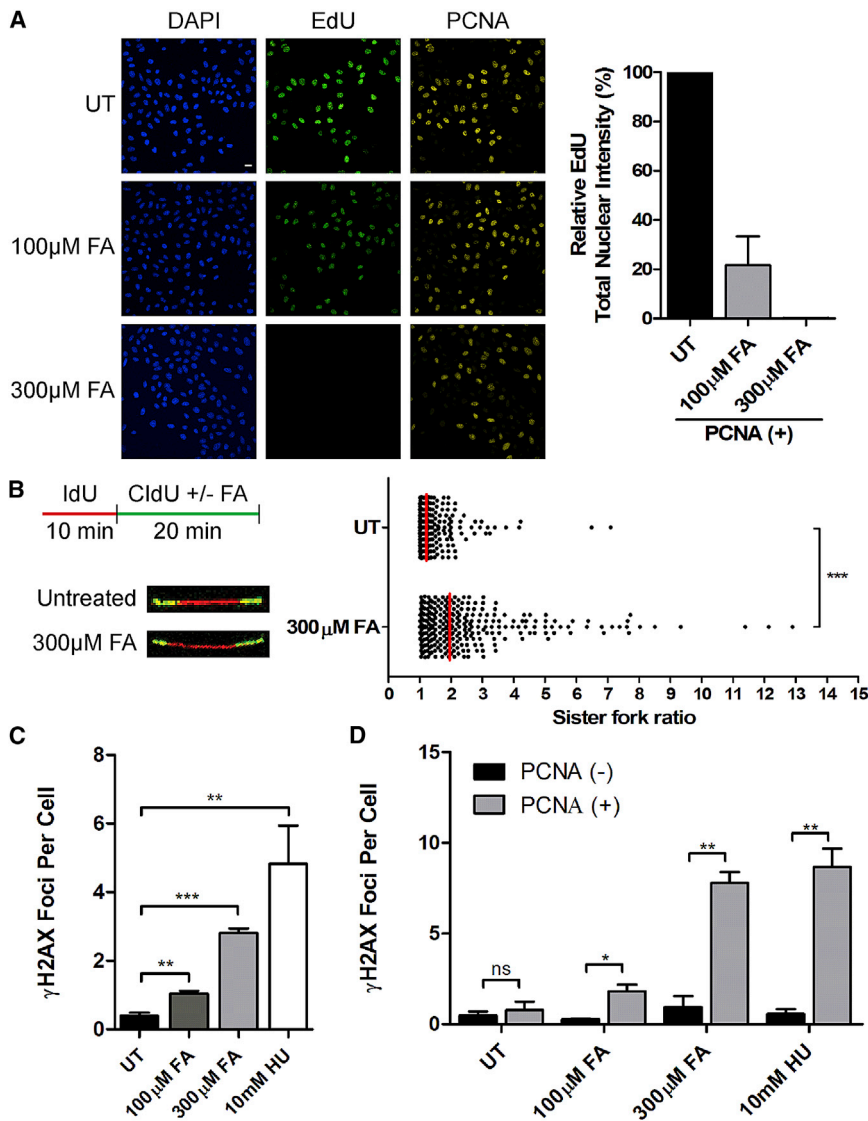 A
DAPI EdU PCNA
UT
100μM FA
300μM FA
Relative EdU
Total Nuclear Intensity (%)
100
80
60
40
20
0
UT
100μM FA
300μM FA
PCNA (+)
B
IdU CldU +/- FA
10 min 20 min
Untreated
300μM FA
UT
300μM FA
***
0 1 2 3 4 5 6 7 8 9 10 11 12 13 14 15
Sister fork ratio
C
γH2AX Foci Per Cell
8
6
4
2
0
**
***
**
UT
100μM FA
300μM FA
10mM HU
D
γH2AX Foci Per Cell
15
10
5
0
PCNA (-)
PCNA (+)
ns
*
**
**
UT
100μM FA
300μM FA
10mM HU